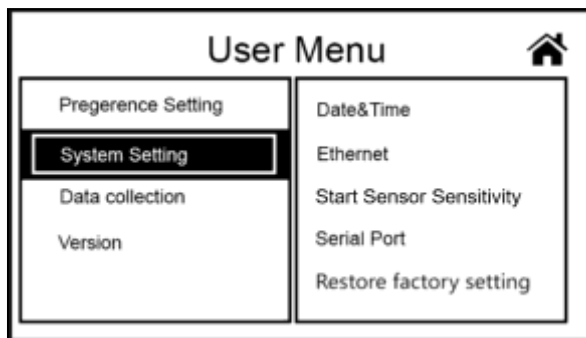 User Menu
Pregerence Setting
System Setting
Data collection
Version
Date&Time
Ethernet
Start Sensor Sensitivity
Serial Port
Restore factory setting